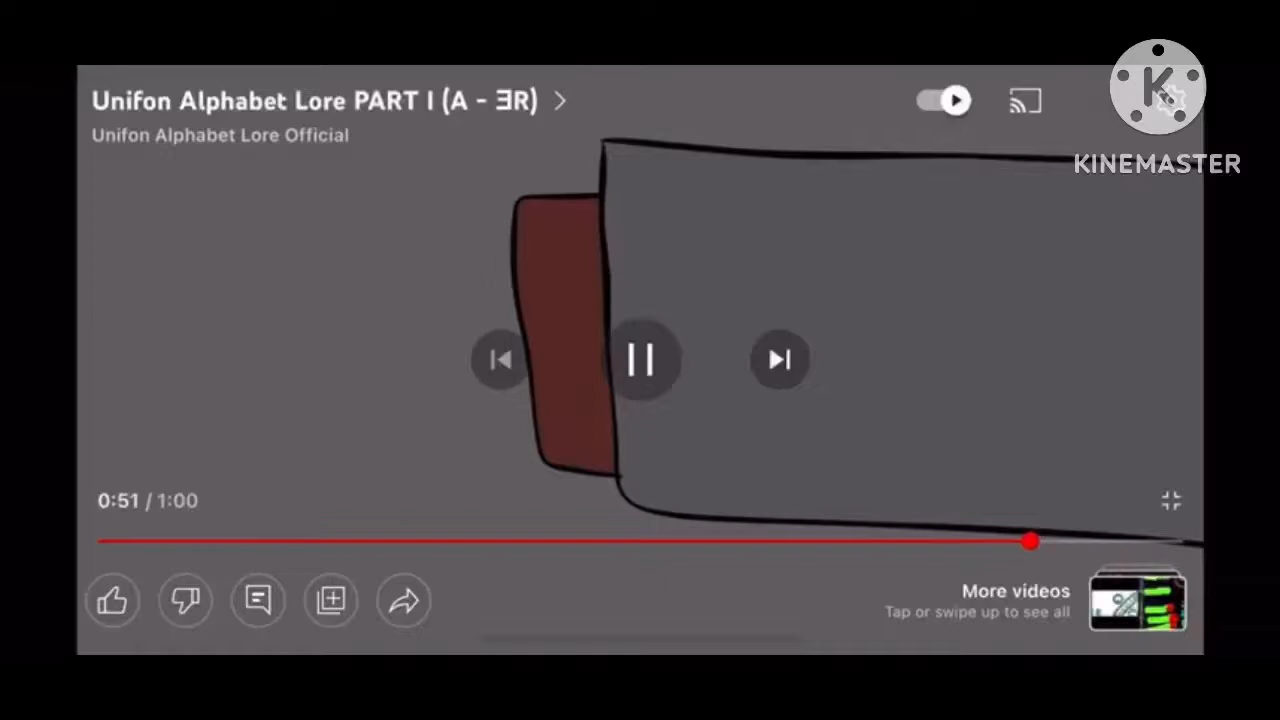 Unifon Alphabet Lore PART I (A - ƎR)
Unifon Alphabet Lore Official
K
KINEMASTER
0:51 / 1:00
More videos
Tap or swipe up to see all